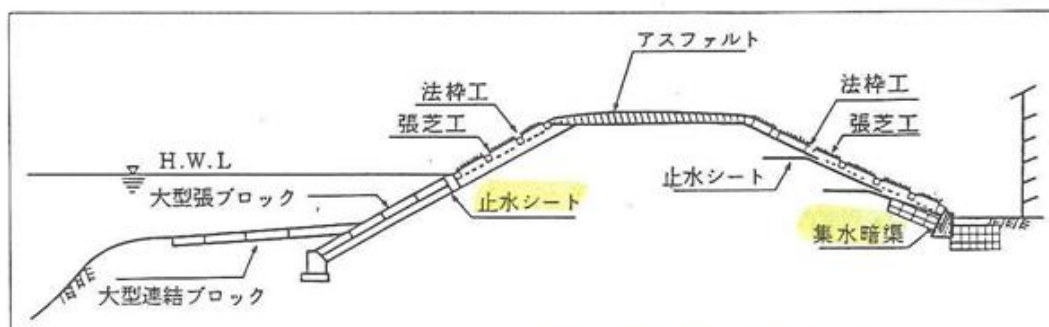 アスファルト
法枠工
張芝工
法枠工
張芝工
H.W.L
大型張ブロック
止水シート
止水シート
集水暗渠
大型連結ブロック